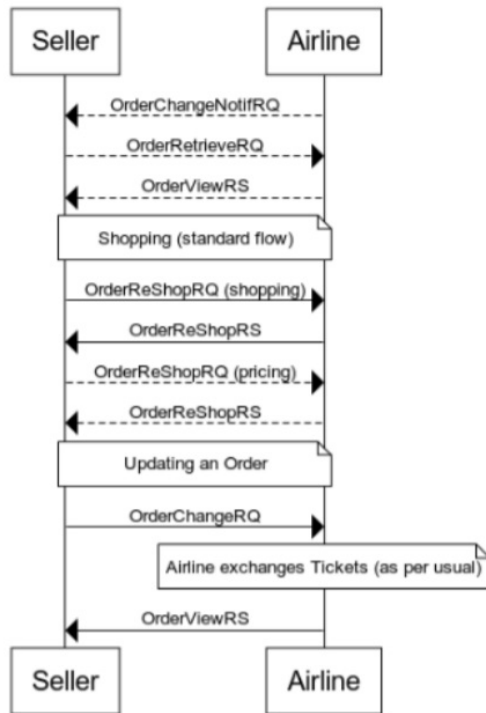 Seller Airline
OrderChangeNotifRQ
OrderRetrieveRQ
OrderViewRS
Shopping (standard flow)
OrderReShopRQ (shopping)
OrderReShopRS
OrderReShopRQ (pricing)
OrderReShopRS
Updating an Order
OrderChangeRQ
Airline exchanges Tickets (as per usual)
OrderViewRS
Seller Airline